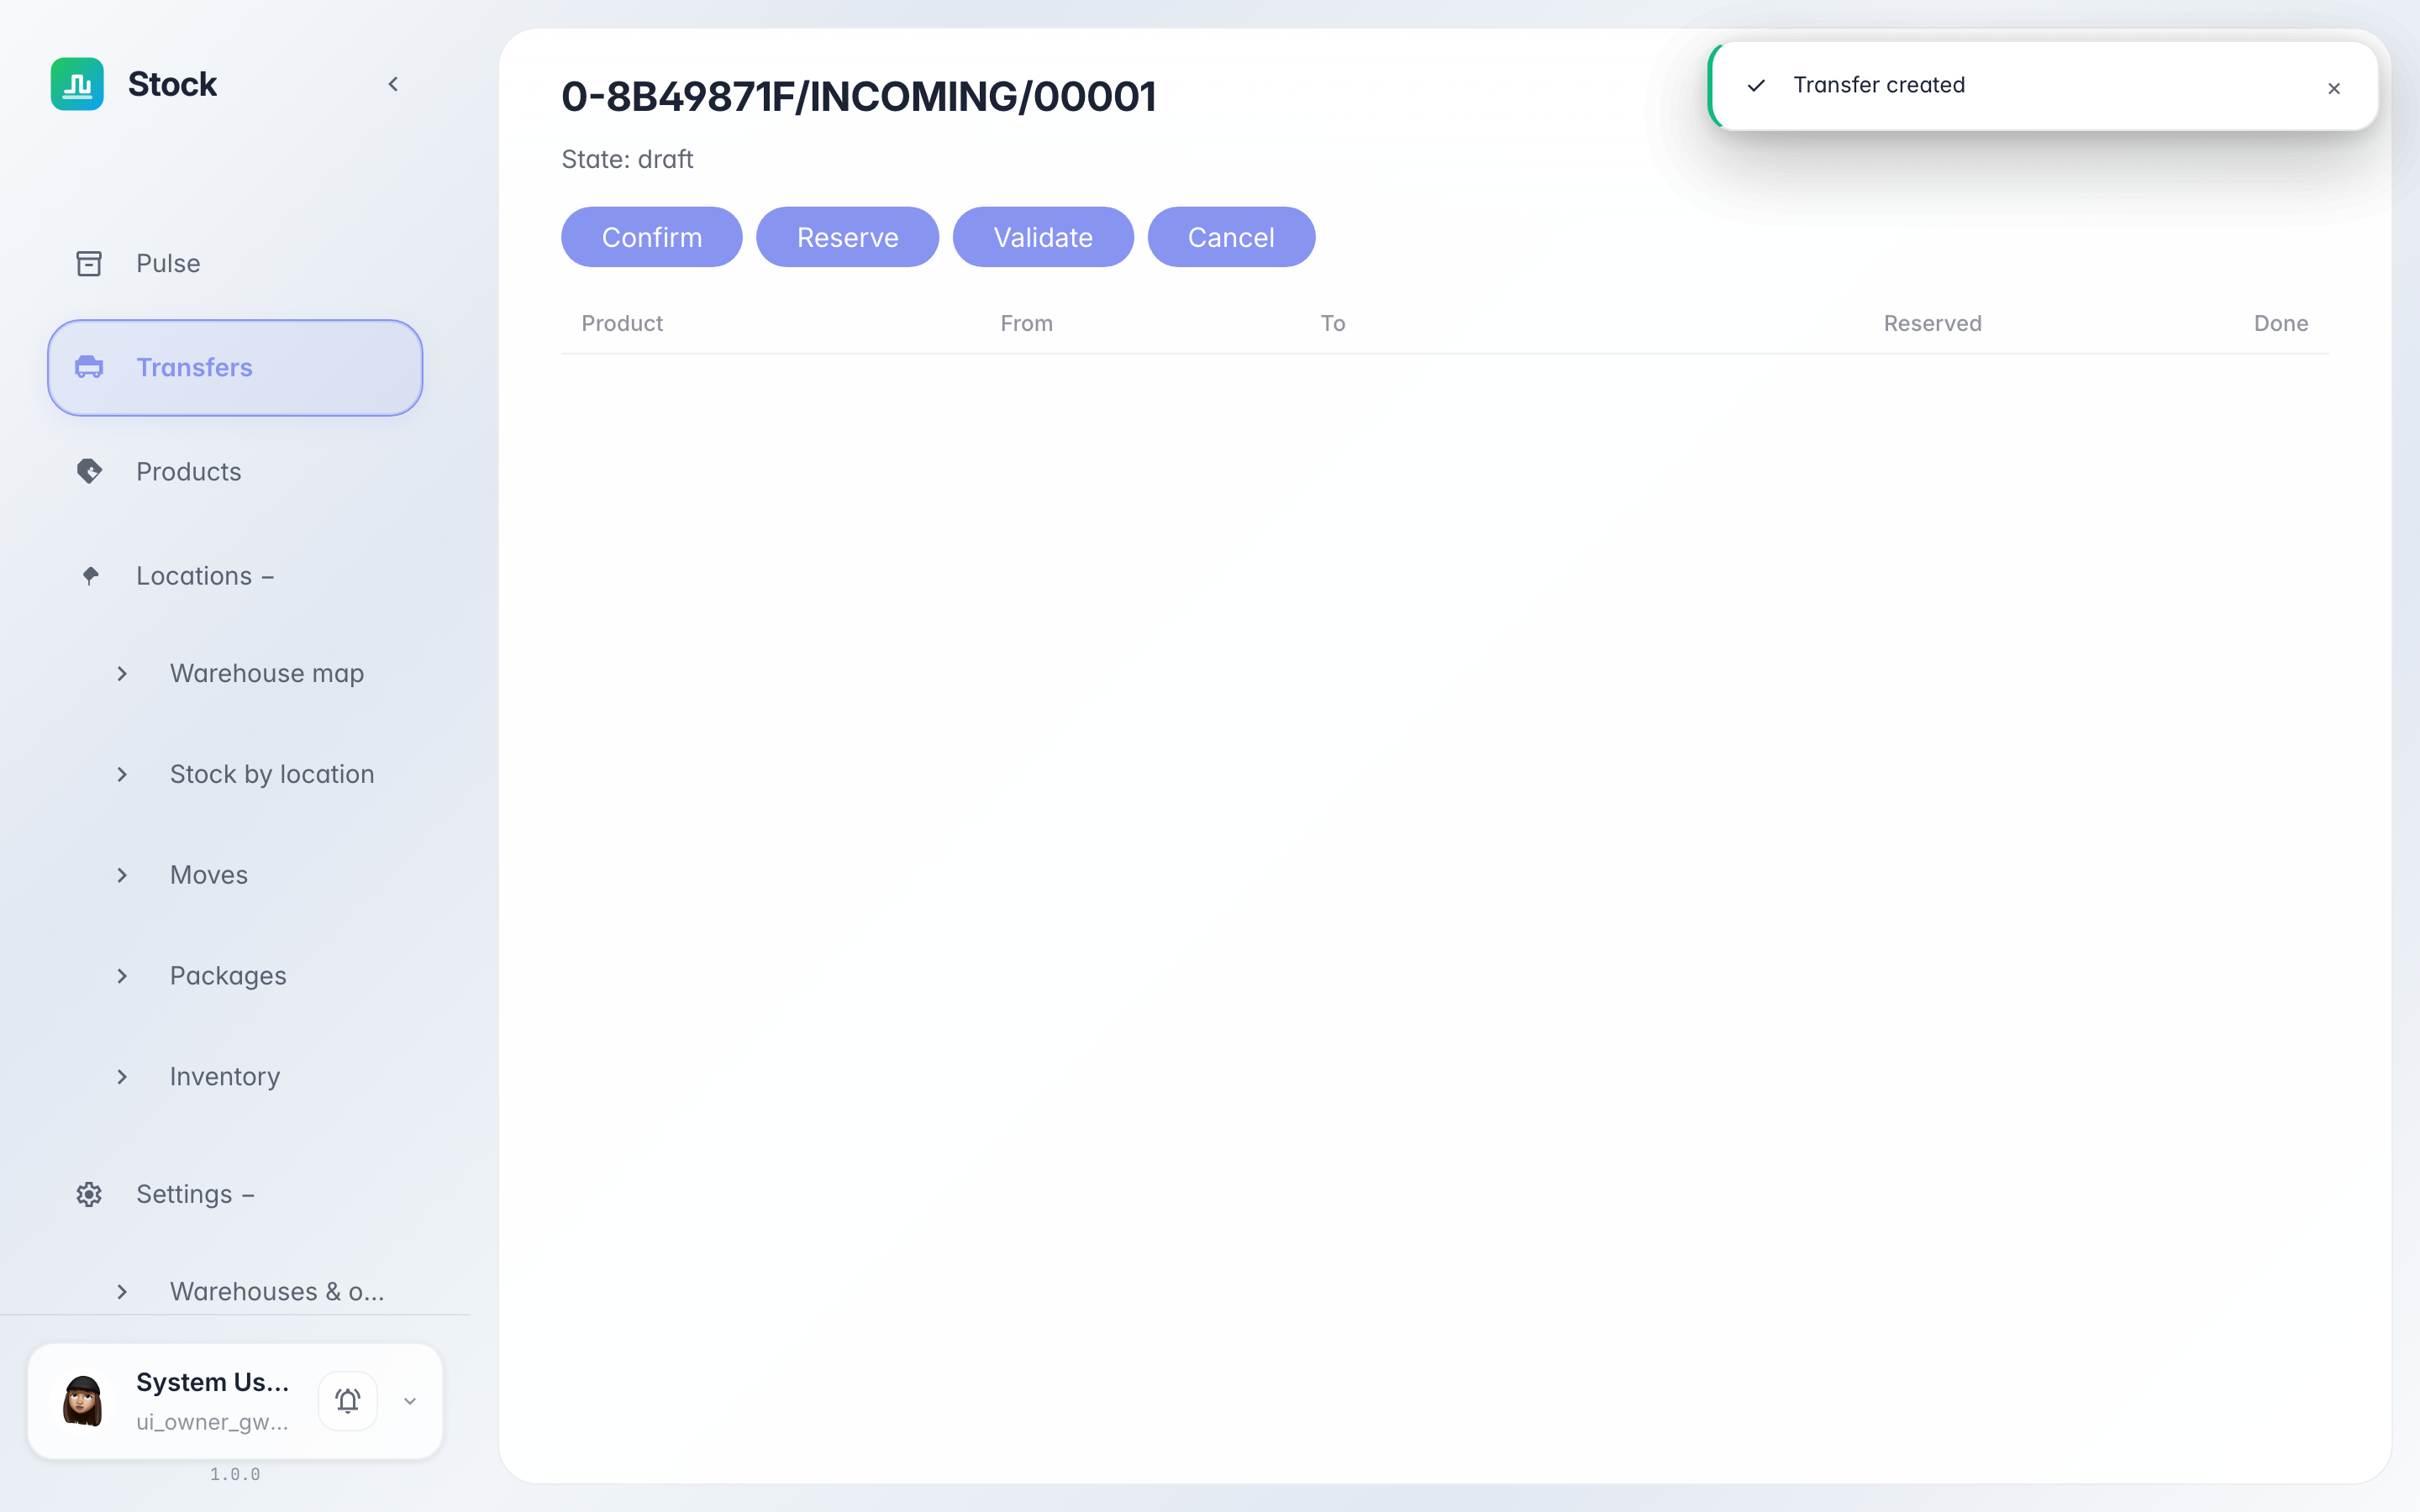 Stock
Pulse
Transfers
Products
Locations –
Warehouse map
Stock by location
Moves
Packages
Inventory
Settings –
Warehouses & o...
System Us...
ui_owner_gw...
1.0.0
0-8B49871F/INCOMING/00001
State: draft
Confirm Reserve Validate Cancel
Product From To Reserved Done
Transfer created